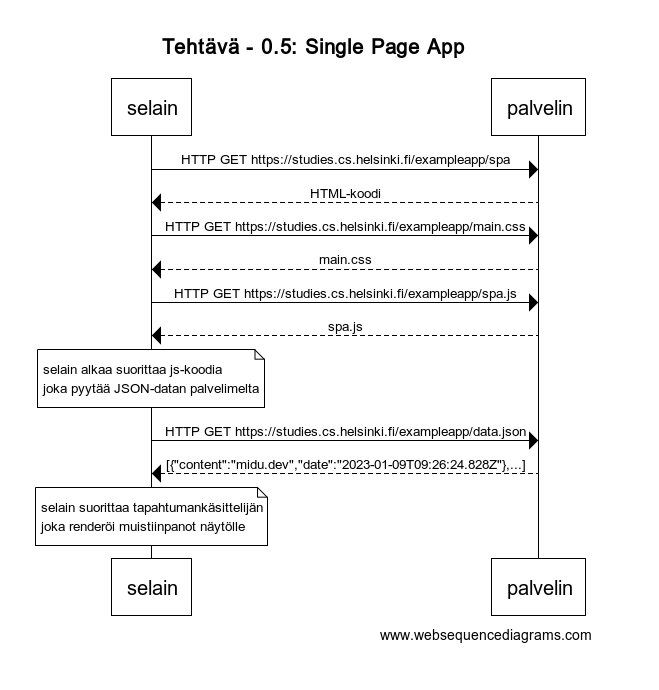 Tehtävä - 0.5: Single Page App
selain
palvelin
HTTP GET https://studies.cs.helsinki.fi/exampleapp/spa
HTML-koodi
HTTP GET https://studies.cs.helsinki.fi/exampleapp/main.css
main.css
HTTP GET https://studies.cs.helsinki.fi/exampleapp/spa.js
spa.js
selain alkaa suorittaa js-koodia
joka pyytää JSON-datan palvelimelta
HTTP GET https://studies.cs.helsinki.fi/exampleapp/data.json
[{"content":"midu.dev","date":"2023-01-09T09:26:24.828Z"},...]
selain suorittaa tapahtumankäsittelijän
joka renderöi muistiinpanot näytölle
selain
palvelin
www.websequencediagrams.com